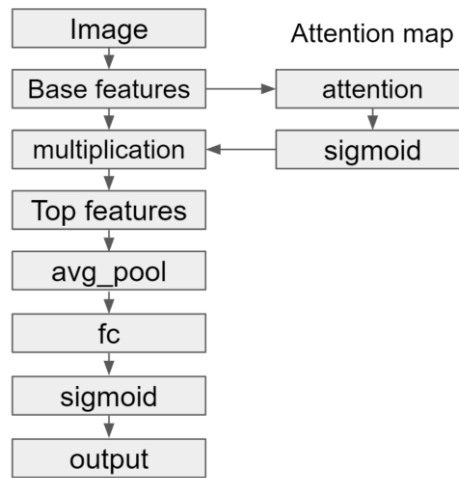 Image
Attention map
Base features
attention
multiplication
sigmoid
Top features
avg_pool
fc
sigmoid
output